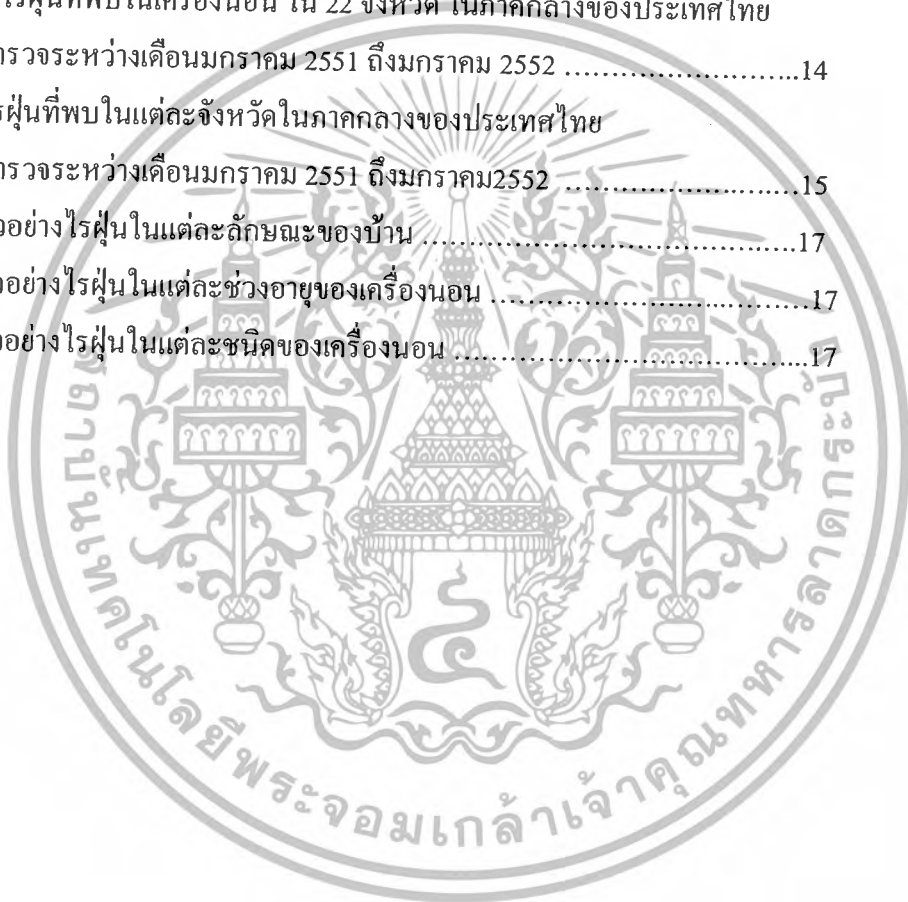 ไรฝุ่นที่พบในเครื่องนอน ใน 22 จังหวัด ในภาคกลางของประเทศไทย
ระหว่างเดือนมกราคม 2551 ถึงมกราคม 2552 ............................14
ฝุ่นที่พบในแต่ละจังหวัดในภาคกลางของประเทศไทย
ระหว่างเดือนมกราคม 2551 ถึงมกราคม2552 ............................15
อย่างไรฝุ่นในแต่ละลักษณะของบ้าน ............................17
อย่างไรฝุ่นในแต่ละช่วงอายุของเครื่องนอน ............................17
อย่างไรฝุ่นในแต่ละชนิดของเครื่องนอน ............................17
สถาบันเทคโนโลยีพระจอมเกล้าเจ้าคุณทหารลาดกระบัง